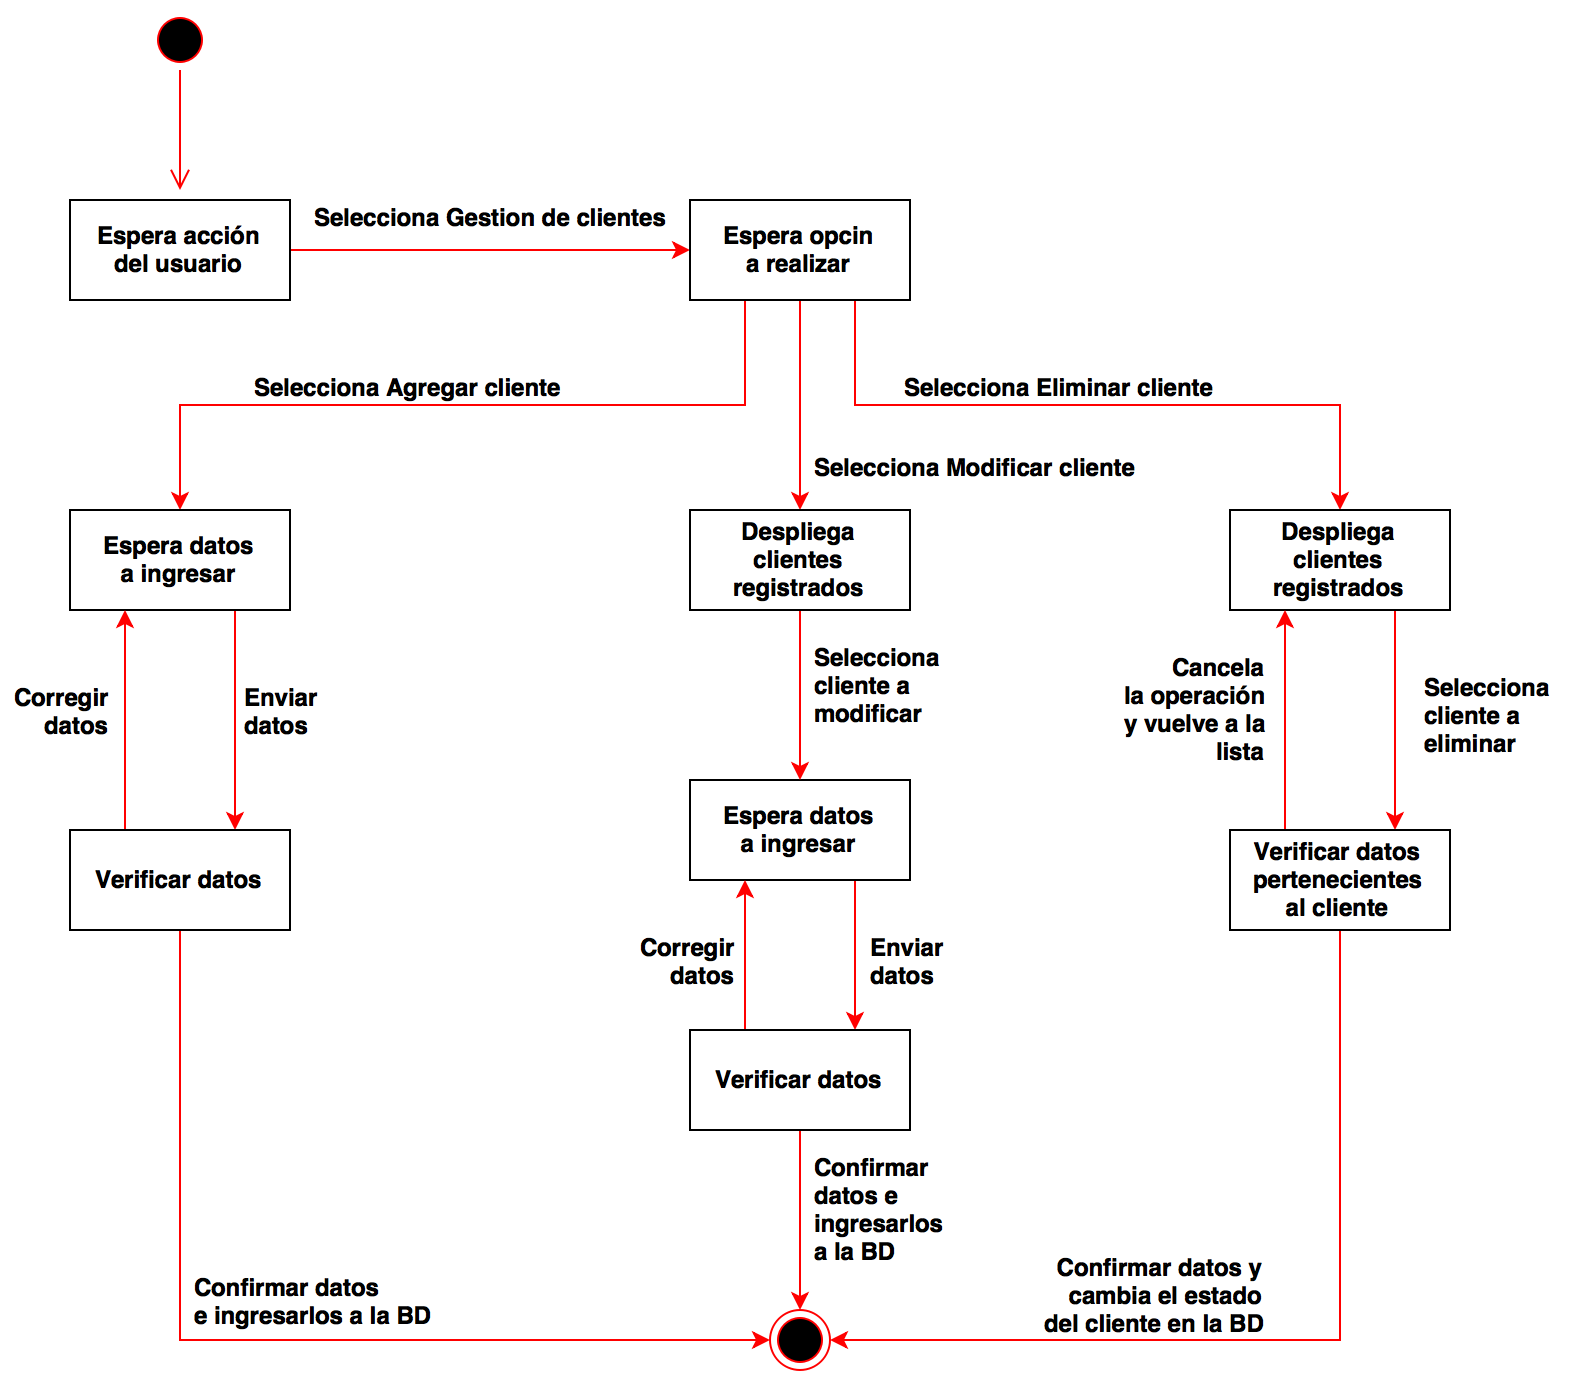 Espera acción
del usuario
Selecciona Gestion de clientes
Espera opcin
a realizar
Selecciona Agregar cliente
Selecciona Eliminar cliente
Selecciona Modificar cliente
Espera datos
a ingresar
Despliega
clientes
registrados
Despliega
clientes
registrados
Corregir
datos
Enviar
datos
Selecciona
cliente a
modificar
Cancela
la operación
y vuelve a la
lista
Selecciona
cliente a
eliminar
Verificar datos
Espera datos
a ingresar
Verificar datos
pertenecientes
al cliente
Corregir
datos
Enviar
datos
Verificar datos
Confirmar
datos e
ingresarlos
a la BD
Confirmar datos
e ingresarlos a la BD
Confirmar datos y
cambia el estado
del cliente en la BD